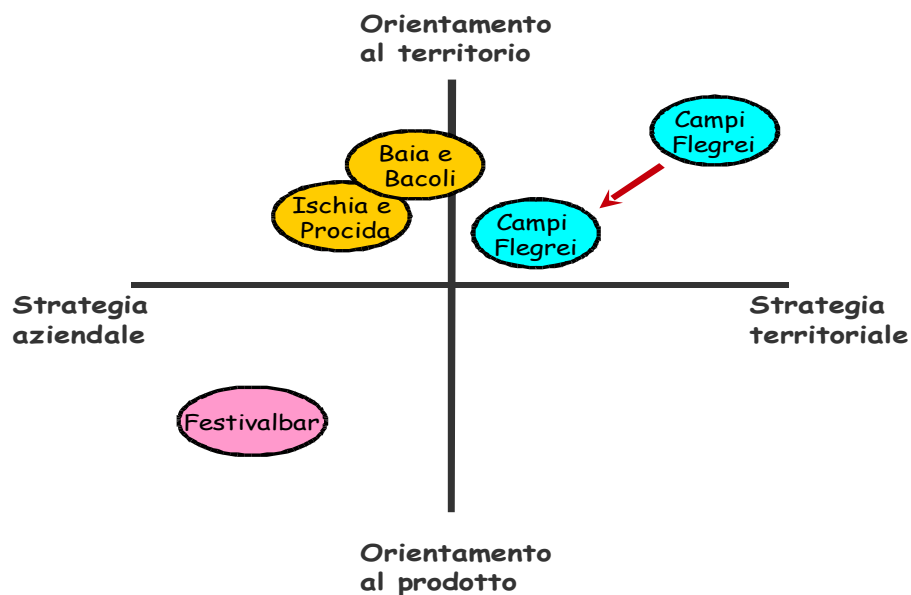 Orientamento
al territorio
Campi
Flegrei
Baia e
Bacoli
Ischia e
Procida
Campi
Flegrei
Strategia
aziendale
Strategia
territoriale
Festivalbar
Orientamento
al prodotto